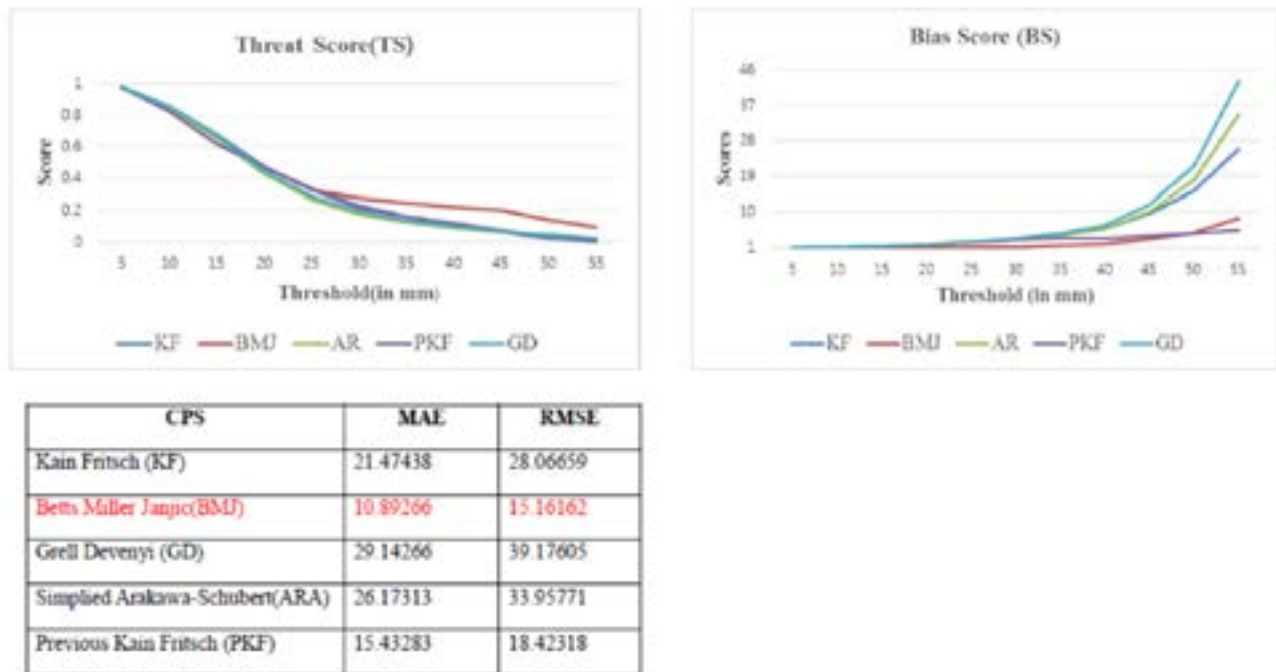 Threat Score(TS)
1
0.8
0.6
0.4
0.2
0
Score
5 10 15 20 25 30 35 40 45 50 55
Threshold(in mm)
KF BMJ AR PKF GD
Bias Score (BS)
46
37
28
19
10
1
Scores
5 10 15 20 25 30 35 40 45 50 55
Threshold (in mm)
KF BMJ AR PKF GD
CPS MAE RMSE
Kain Fritsch (KF) 21.47438 28.06659
Betts Miller Janjic(BMJ) 10.89266 15.16162
Grell Devenyi (GD) 29.14266 39.17605
Simplied Arakawa-Schubert(ARA) 26.17313 33.95771
Previous Kain Fritsch (PKF) 15.43283 18.42318